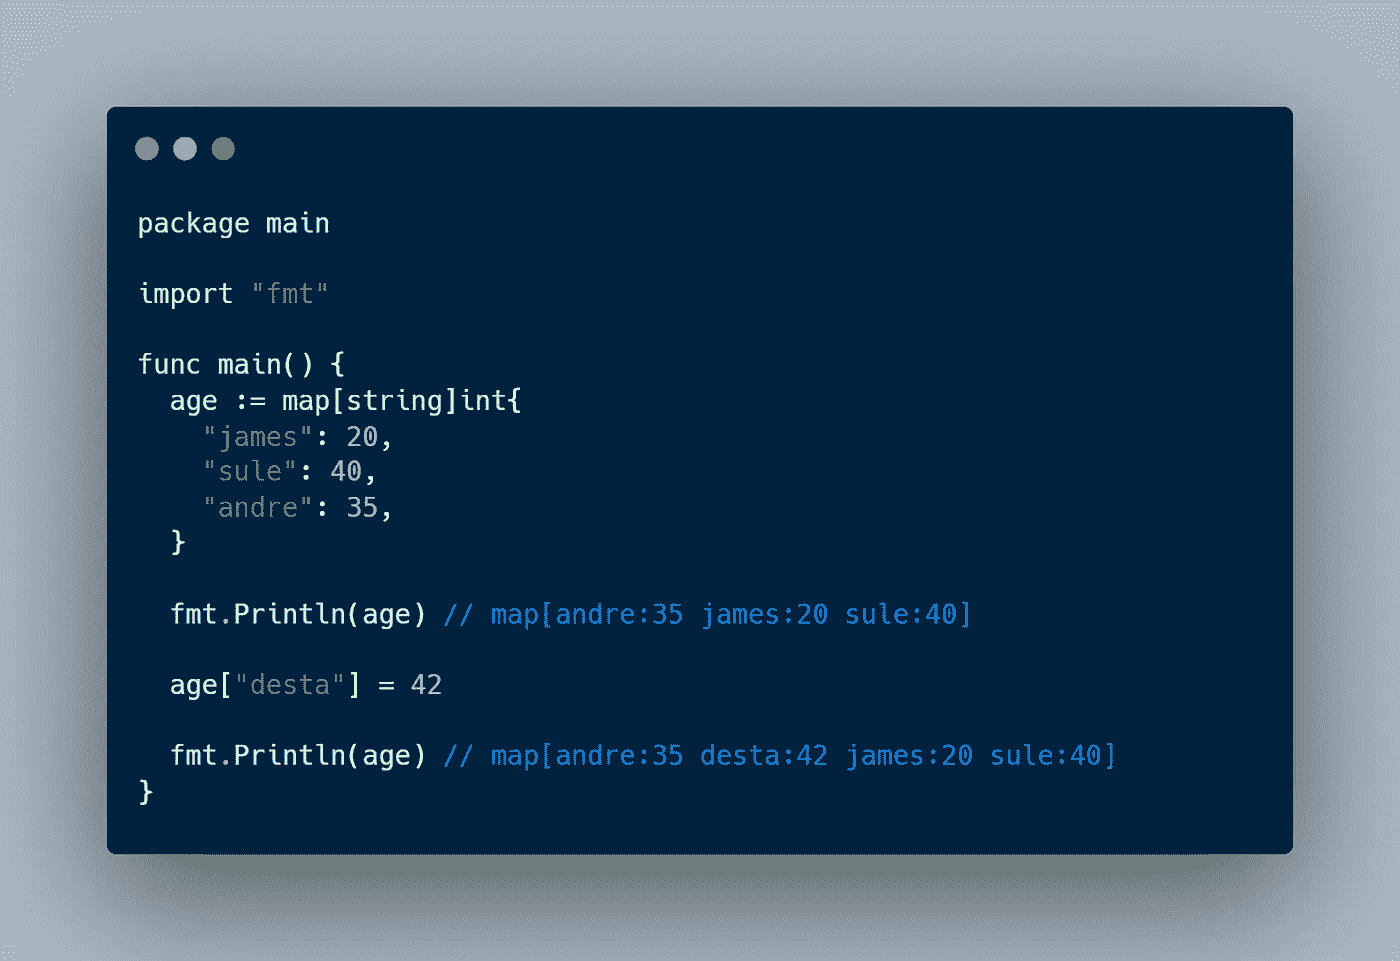 package main
import "fmt"
func main() {
  age := map[string]int{
    "james": 20,
    "sule": 40,
    "andre": 35,
  }
  fmt.Println(age) // map[andre:35 james:20 sule:40]
  age["desta"] = 42
  fmt.Println(age) // map[andre:35 desta:42 james:20 sule:40]
}